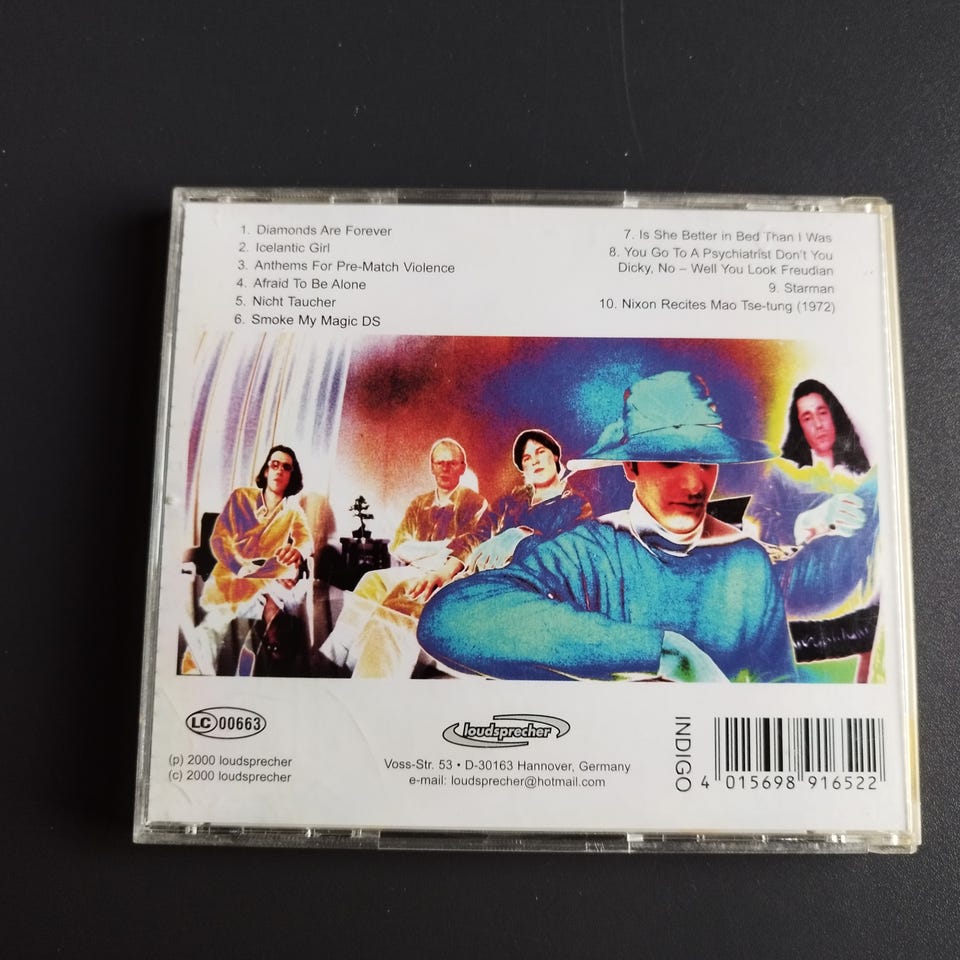 1. Diamonds Are Forever
2. Icelantic Girl
3. Anthems For Pre-Match Violence
4. Afraid To Be Alone
5. Nicht Taucher
6. Smoke My Magic DS
7. Is She Better in Bed Than I Was
8. You Go To A Psychiatrist Don't You
Dicky, No – Well You Look Freudian
9. Starman
10. Nixon Recites Mao Tse-tung (1972)
LC 00663
(p) 2000 loudsprecher
(c) 2000 loudsprecher
loudsprecher
Voss-Str. 53 • D-30163 Hannover, Germany
e-mail: loudsprecher@hotmail.com
INDIGO
4 015698 916522